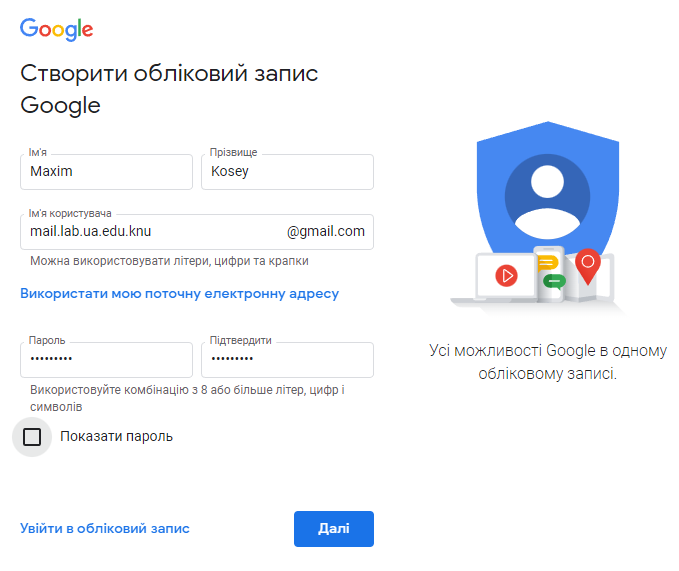 Google
Створити обліковий запис
Google
Ім'я
Maxim
Прізвище
Kosey
Ім'я користувача
mail.lab.ua.edu.knu
@gmail.com
Можна використовувати літери, цифри та крапки
Використати мою поточну електронну адресу
Пароль
•••••••••
Підтвердити
•••••••••
Використовуйте комбінацію з 8 або більше літер, цифр і
символів
Показати пароль
Увійти в обліковий запис
Далі
Усі можливості Google в одному
обліковому записі.